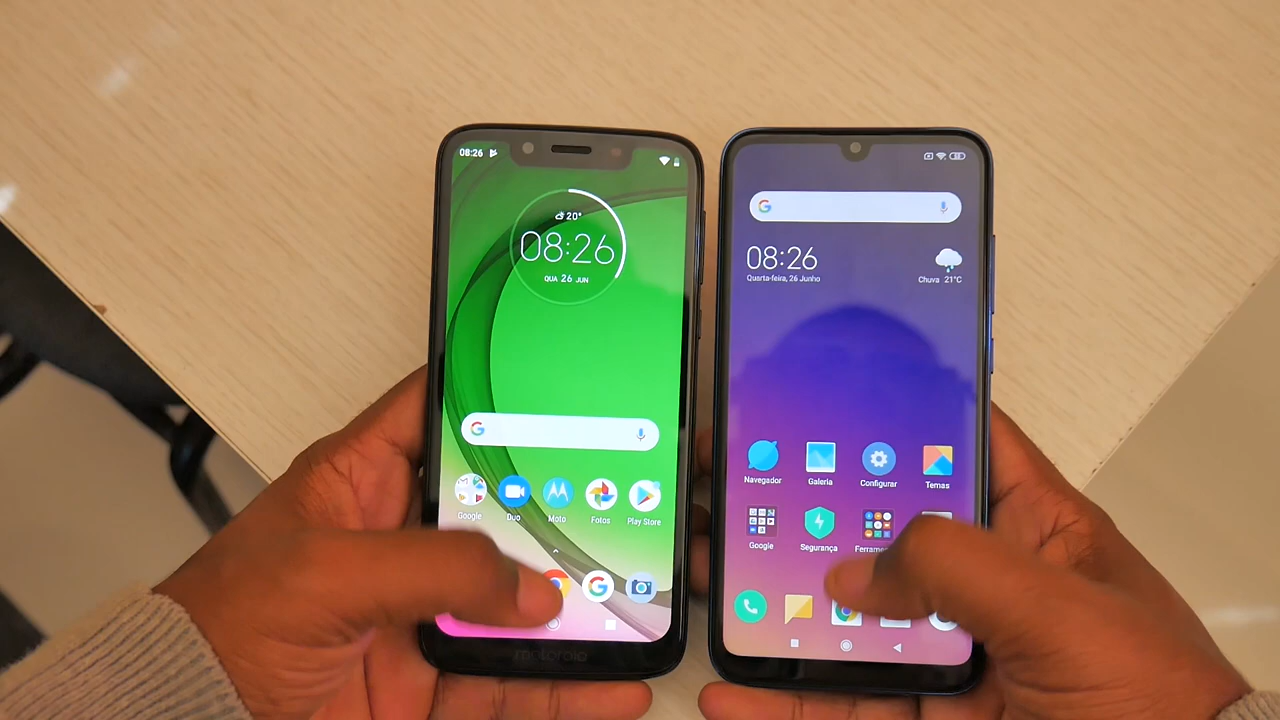 08:26
20°
08:26
QUA 26 JUN
Google
Duo
Moto
Fotos
Play Store
motorola
08:26
Quarta-feira, 26 Junho
Chuva 21°C
Navegador
Galeria
Configurar
Temas
Google
Segurança
Ferrame